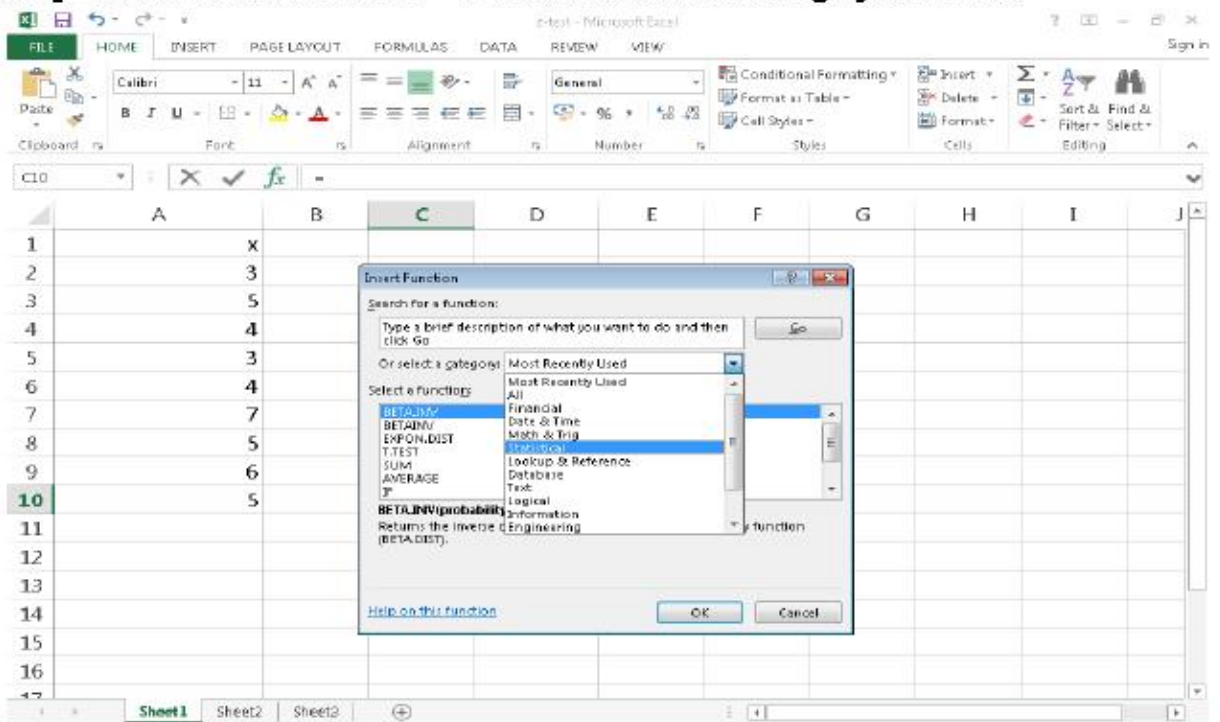 z-test - Microsoft Excel
FILE HOME INSERT PAGE LAYOUT FORMULAS DATA REVIEW VIEW Sign in
Calibri 11 A A General Conditional Formatting Insert
Paste B I U A % Format as Table Delete Sort & Find &
Cell Styles Format Filter Select
Clipboard Font Alignment Number Styles Cells Editing
C10 fx =
A B C D E F G H I J
1 x
2 3
3 5
4 4
5 3
6 4
7 7
8 5
9 6
10 5
11
12
13
14
15
16
17
Insert Function
Search for a function:
Type a brief description of what you want to do and then
click Go
Go
Or select a category: Most Recently Used
Most Recently Used
All
Financial
Date & Time
Math & Trig
Statistical
Lookup & Reference
Database
Text
Logical
Information
Engineering
Select a function:
BETA.INV
BETAINV
EXPON.DIST
T.TEST
SUM
AVERAGE
IF
BETA.INV(probability
Returns the inverse function
(BETA.DIST).
Help on this function
OK Cancel
Sheet1 Sheet2 Sheet3